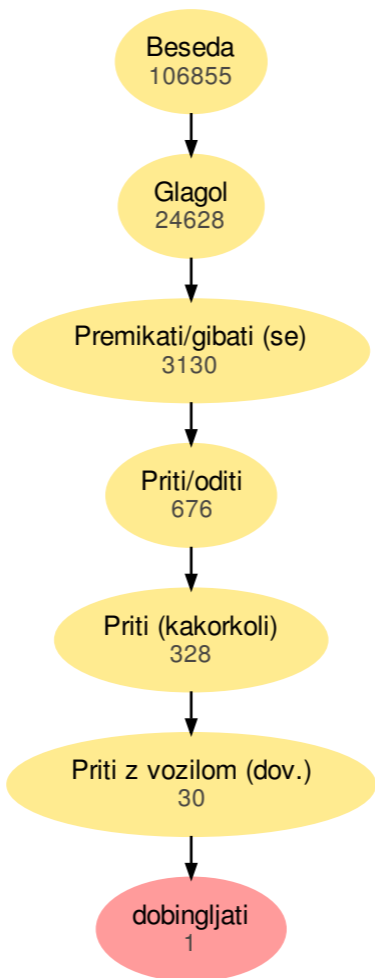 Beseda
106855
Glagol
24628
Premikati/gibati (se)
3130
Priti/oditi
676
Priti (kakorkoli)
328
Priti z vozilom (dov.)
30
dobingljati
1